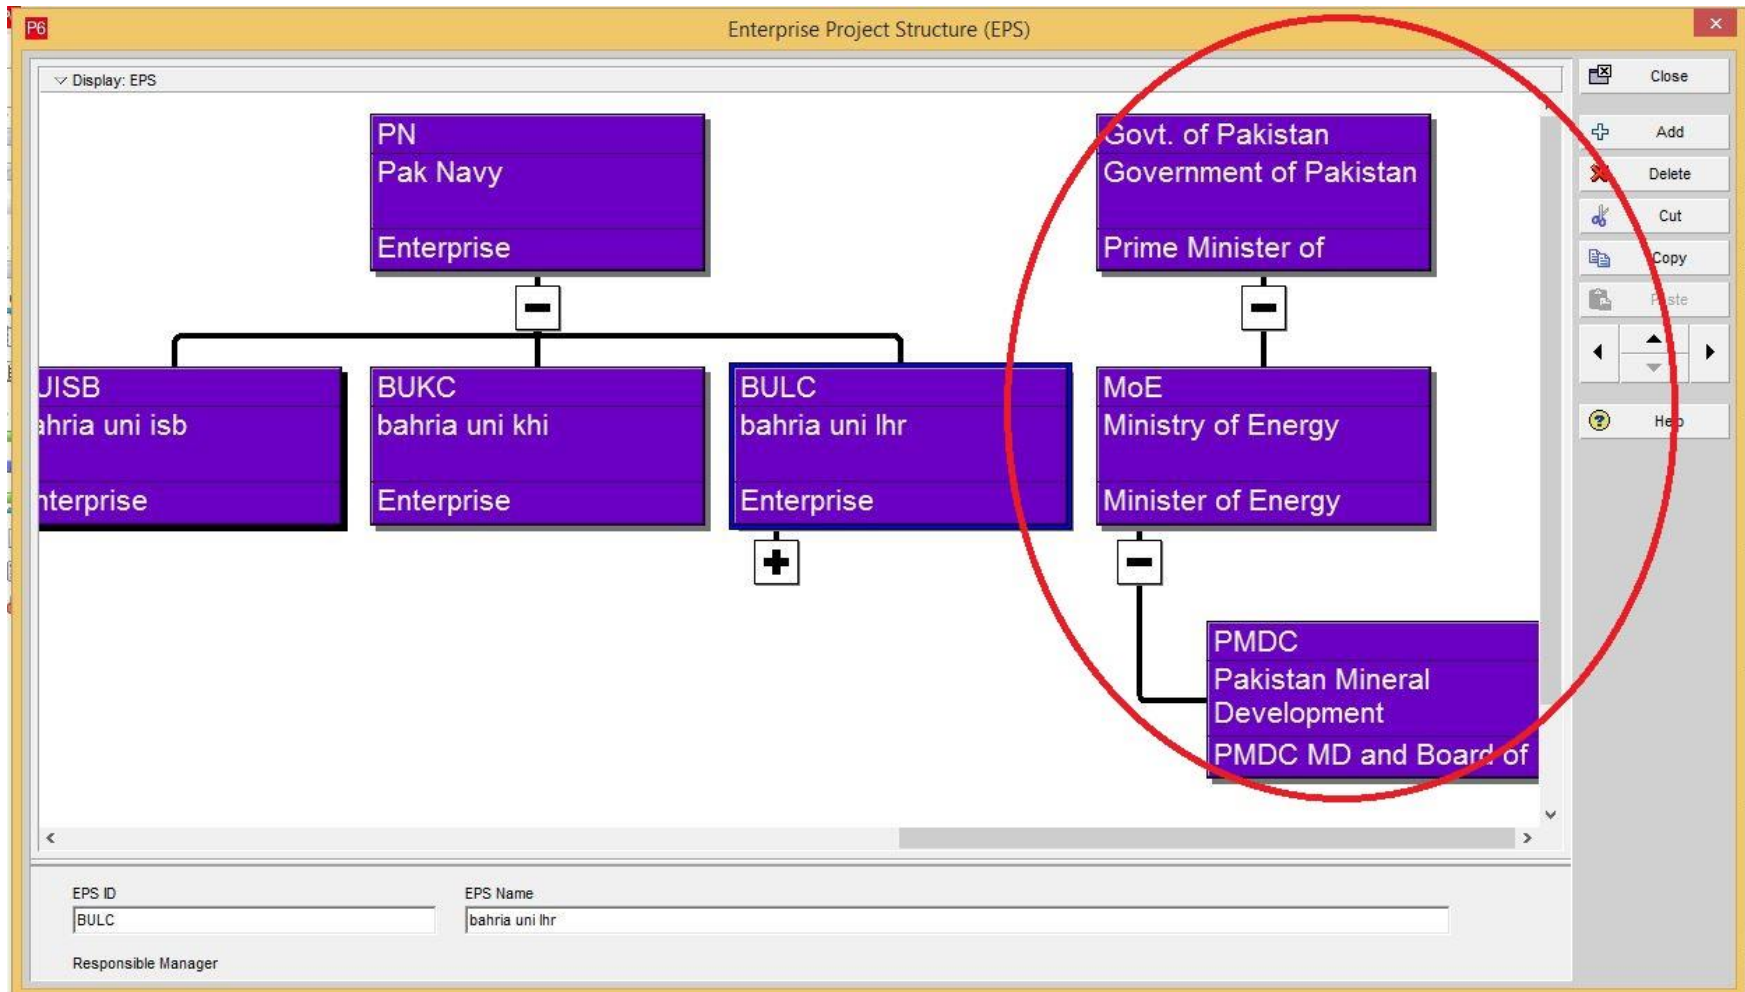 P6
Enterprise Project Structure (EPS)
Display: EPS
PN
Pak Navy
Enterprise
Govt. of Pakistan
Government of Pakistan
Prime Minister of
UISB
ahria uni isb
nterprise
BUKC
bahria uni khi
Enterprise
BULC
bahria uni lhr
Enterprise
MoE
Ministry of Energy
Minister of Energy
PMDC
Pakistan Mineral
Development
PMDC MD and Board of
Close
Add
Delete
Cut
Copy
Paste
Help
EPS ID
EPS Name
BULC
bahria uni lhr
Responsible Manager